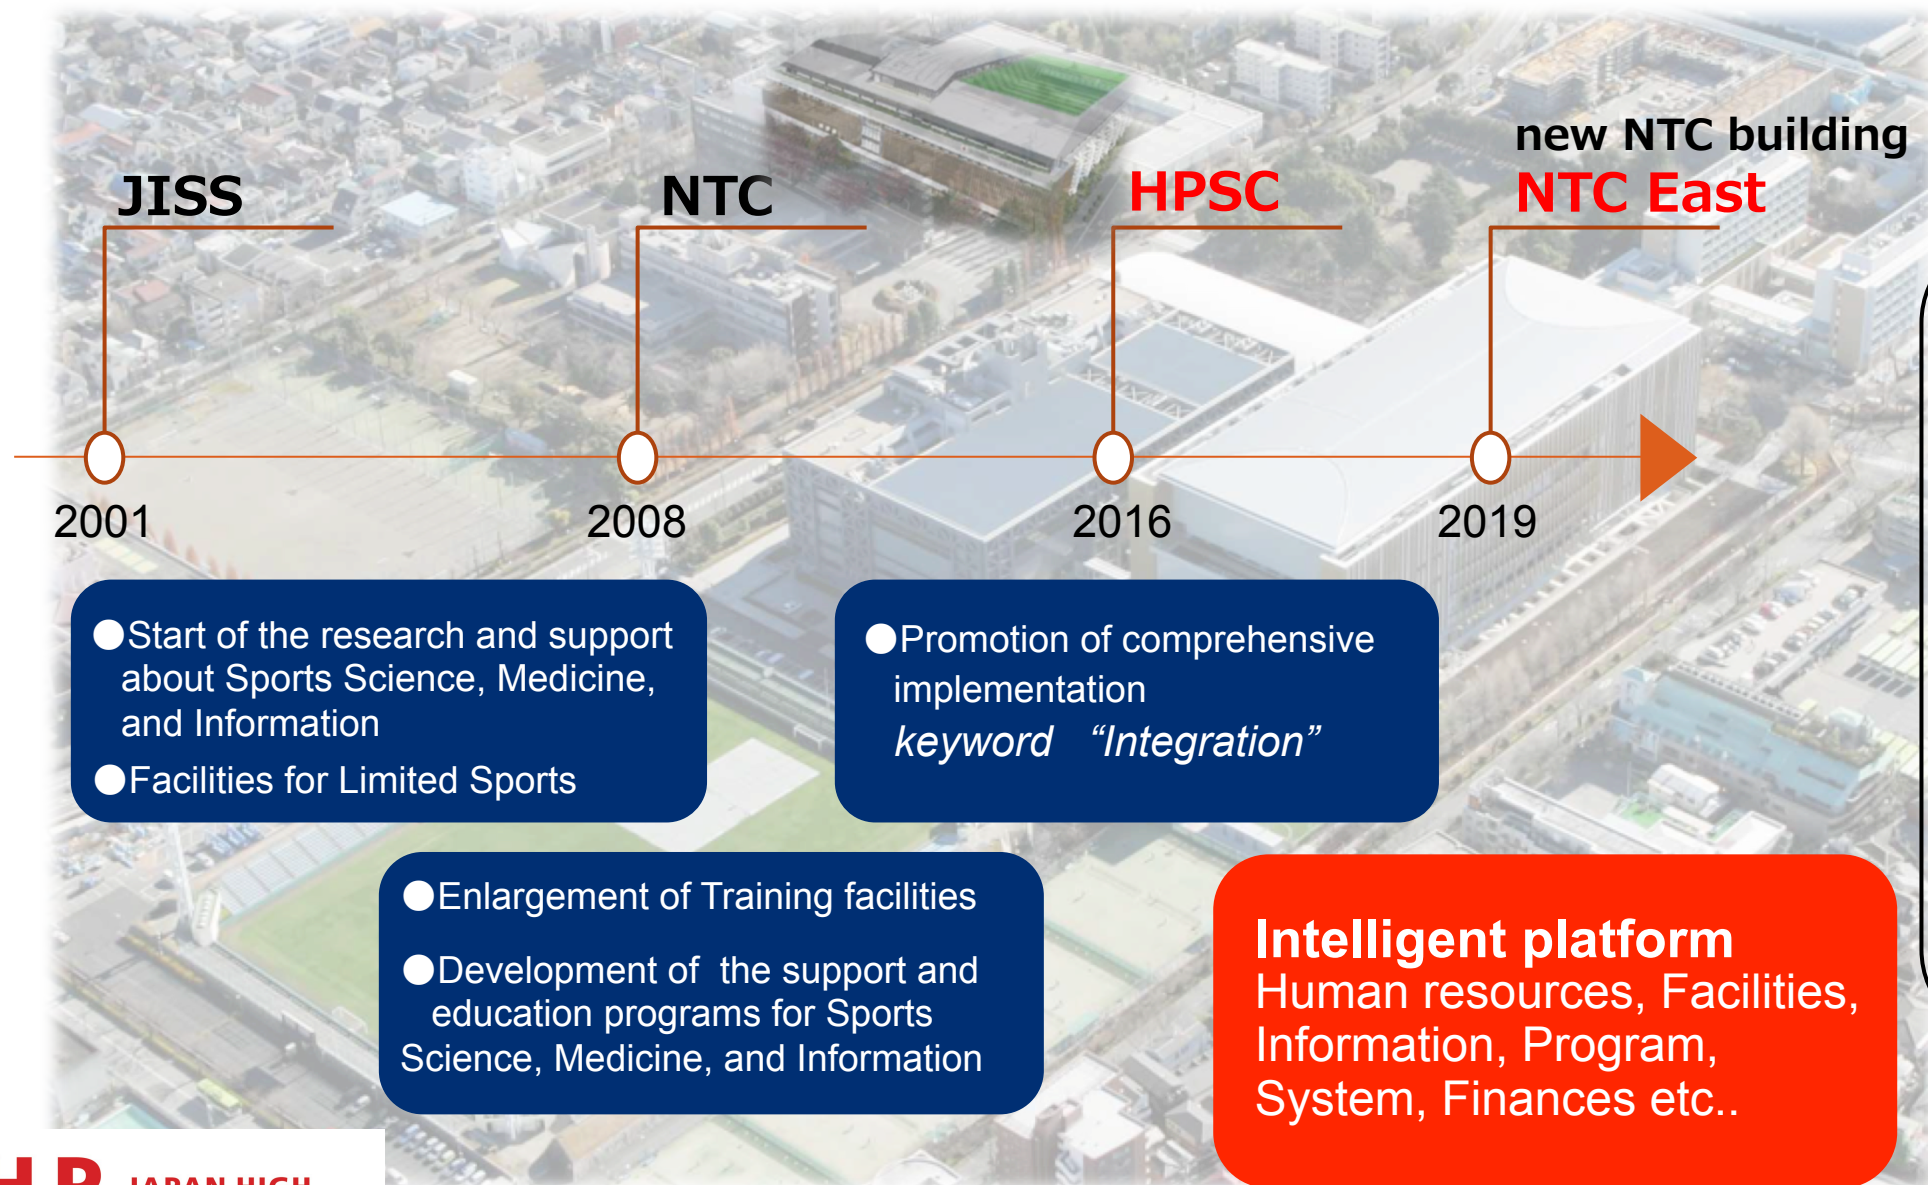 new NTC building
JISS
NTC
HPSC
NTC East
2001
2008
2016
2019
●Start of the research and support
about Sports Science, Medicine,
and Information
●Facilities for Limited Sports
●Promotion of comprehensive
implementation
keyword “Integration”
●Enlargement of Training facilities
●Development of the support and
education programs for Sports
Science, Medicine, and Information
Intelligent platform
Human resources, Facilities,
Information, Program,
System, Finances etc..
JAPAN HIGH